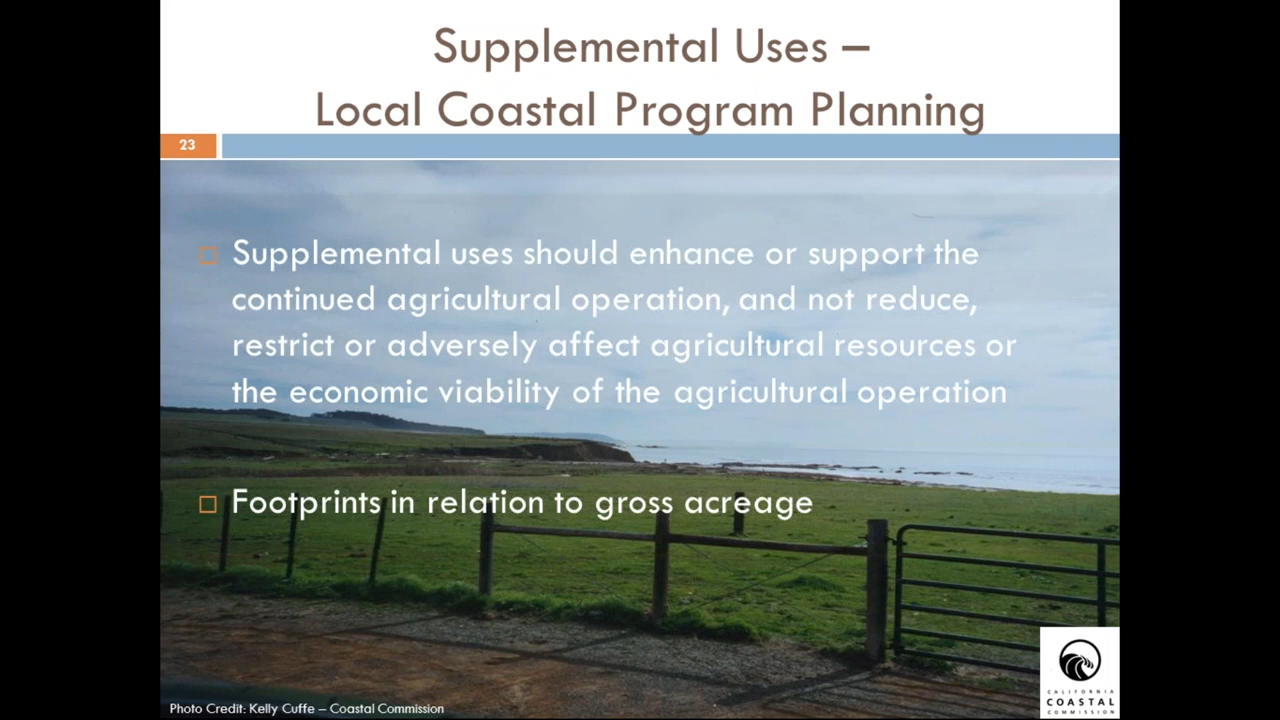 Supplemental Uses –
Local Coastal Program Planning
23
Supplemental uses should enhance or support the
continued agricultural operation, and not reduce,
restrict or adversely affect agricultural resources or
the economic viability of the agricultural operation
Footprints in relation to gross acreage
CALIFORNIA
COASTAL
COMMISSION
Photo Credit: Kelly Cuffe – Coastal Commission